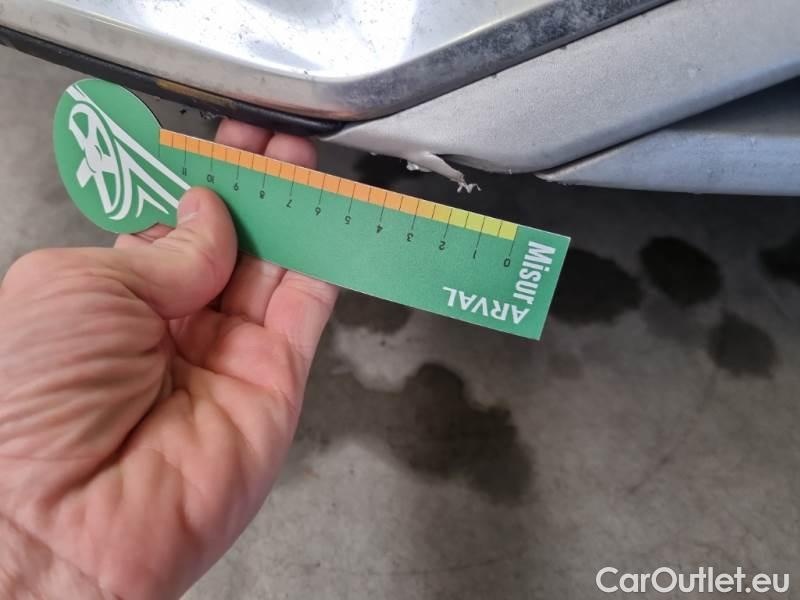 11 10 9 8 7 6 5 4 3 2 1 0
Misur
ARVAL
CarOutlet.eu